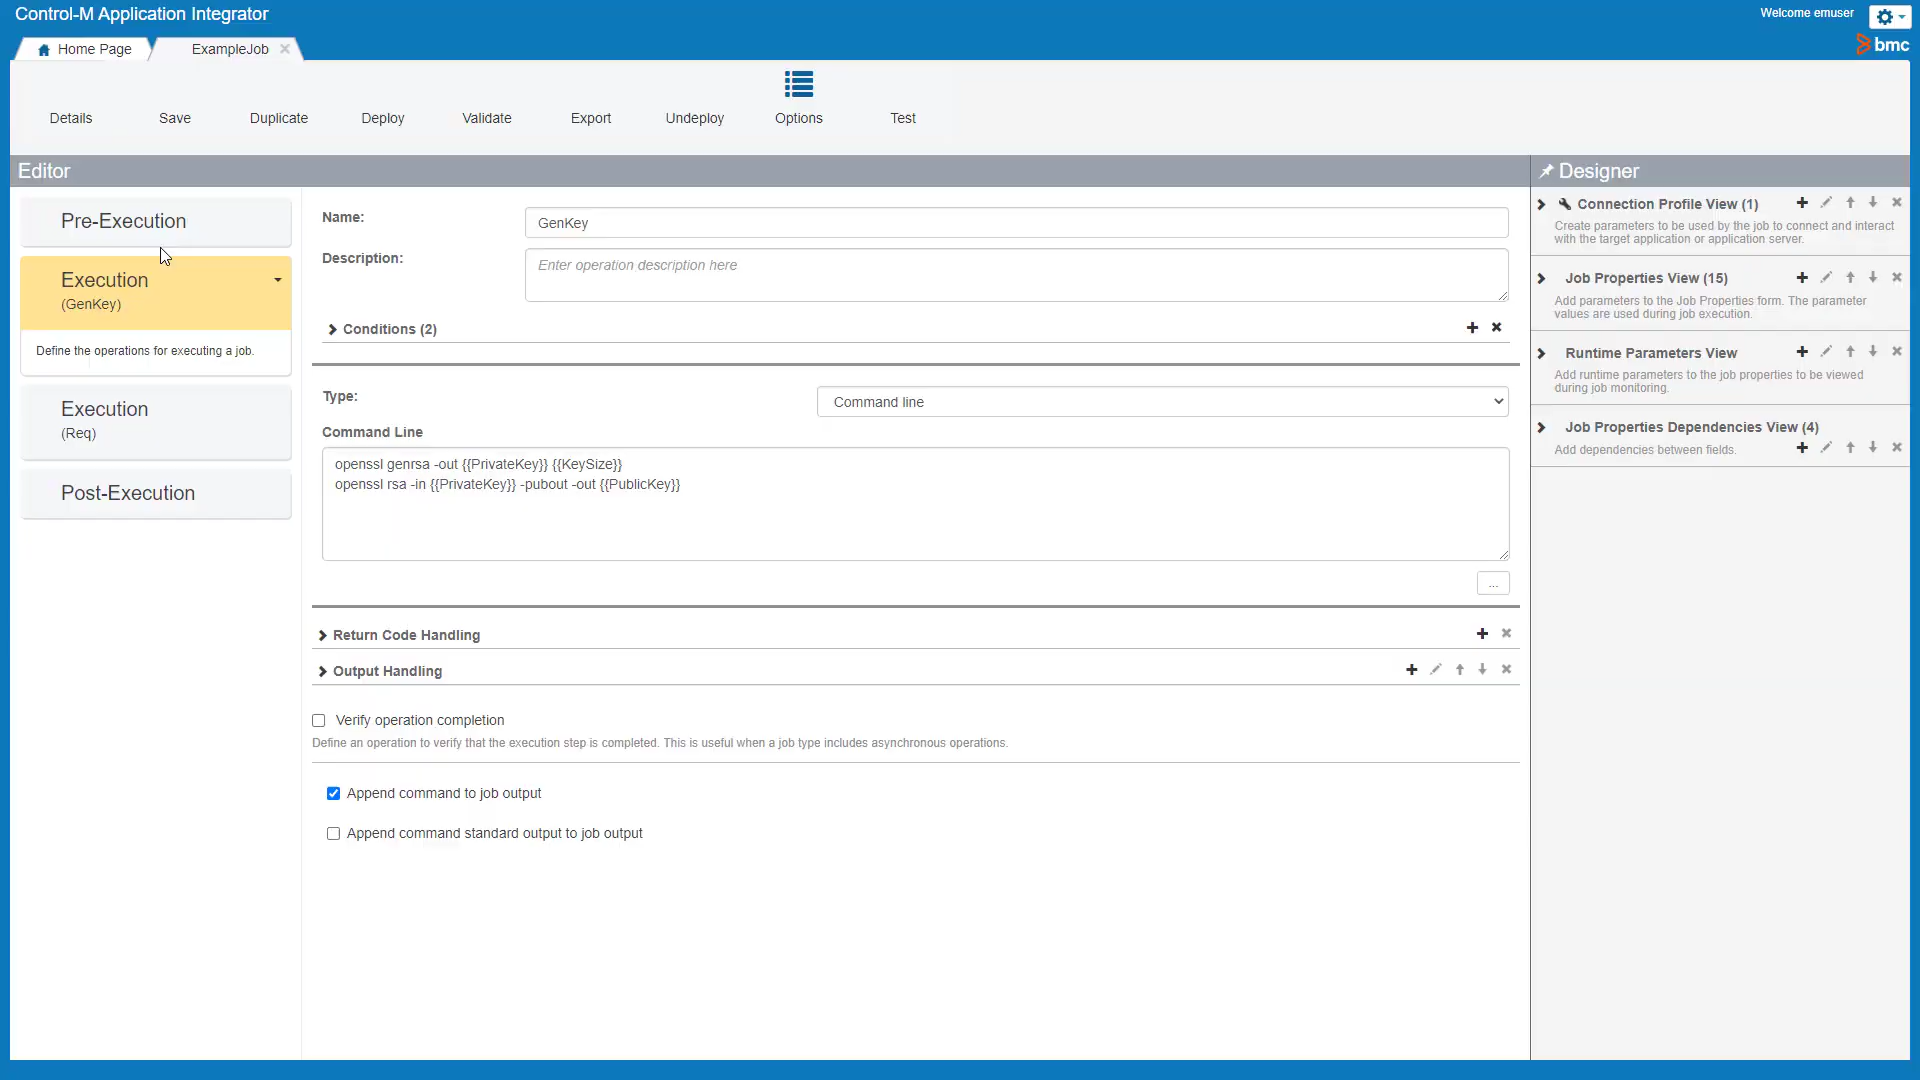 Control-M Application Integrator
Welcome emuser
Home Page
ExampleJob
bmc
Details
Save
Duplicate
Deploy
Validate
Export
Undeploy
Options
Test
Editor
Pre-Execution
Execution
(GenKey)
Define the operations for executing a job.
Execution
(Req)
Post-Execution
Name:
GenKey
Description:
Enter operation description here
Conditions (2)
Type:
Command line
Command Line
openssl genrsa -out {{PrivateKey}} {{KeySize}}
openssl rsa -in {{PrivateKey}} -pubout -out {{PublicKey}}
...
Return Code Handling
Output Handling
Verify operation completion
Define an operation to verify that the execution step is completed. This is useful when a job type includes asynchronous operations.
Append command to job output
Append command standard output to job output
Designer
Connection Profile View (1)
Create parameters to be used by the job to connect and interact
with the target application or application server.
Job Properties View (15)
Add parameters to the Job Properties form. The parameter
values are used during job execution.
Runtime Parameters View
Add runtime parameters to the job properties to be viewed
during job monitoring.
Job Properties Dependencies View (4)
Add dependencies between fields.